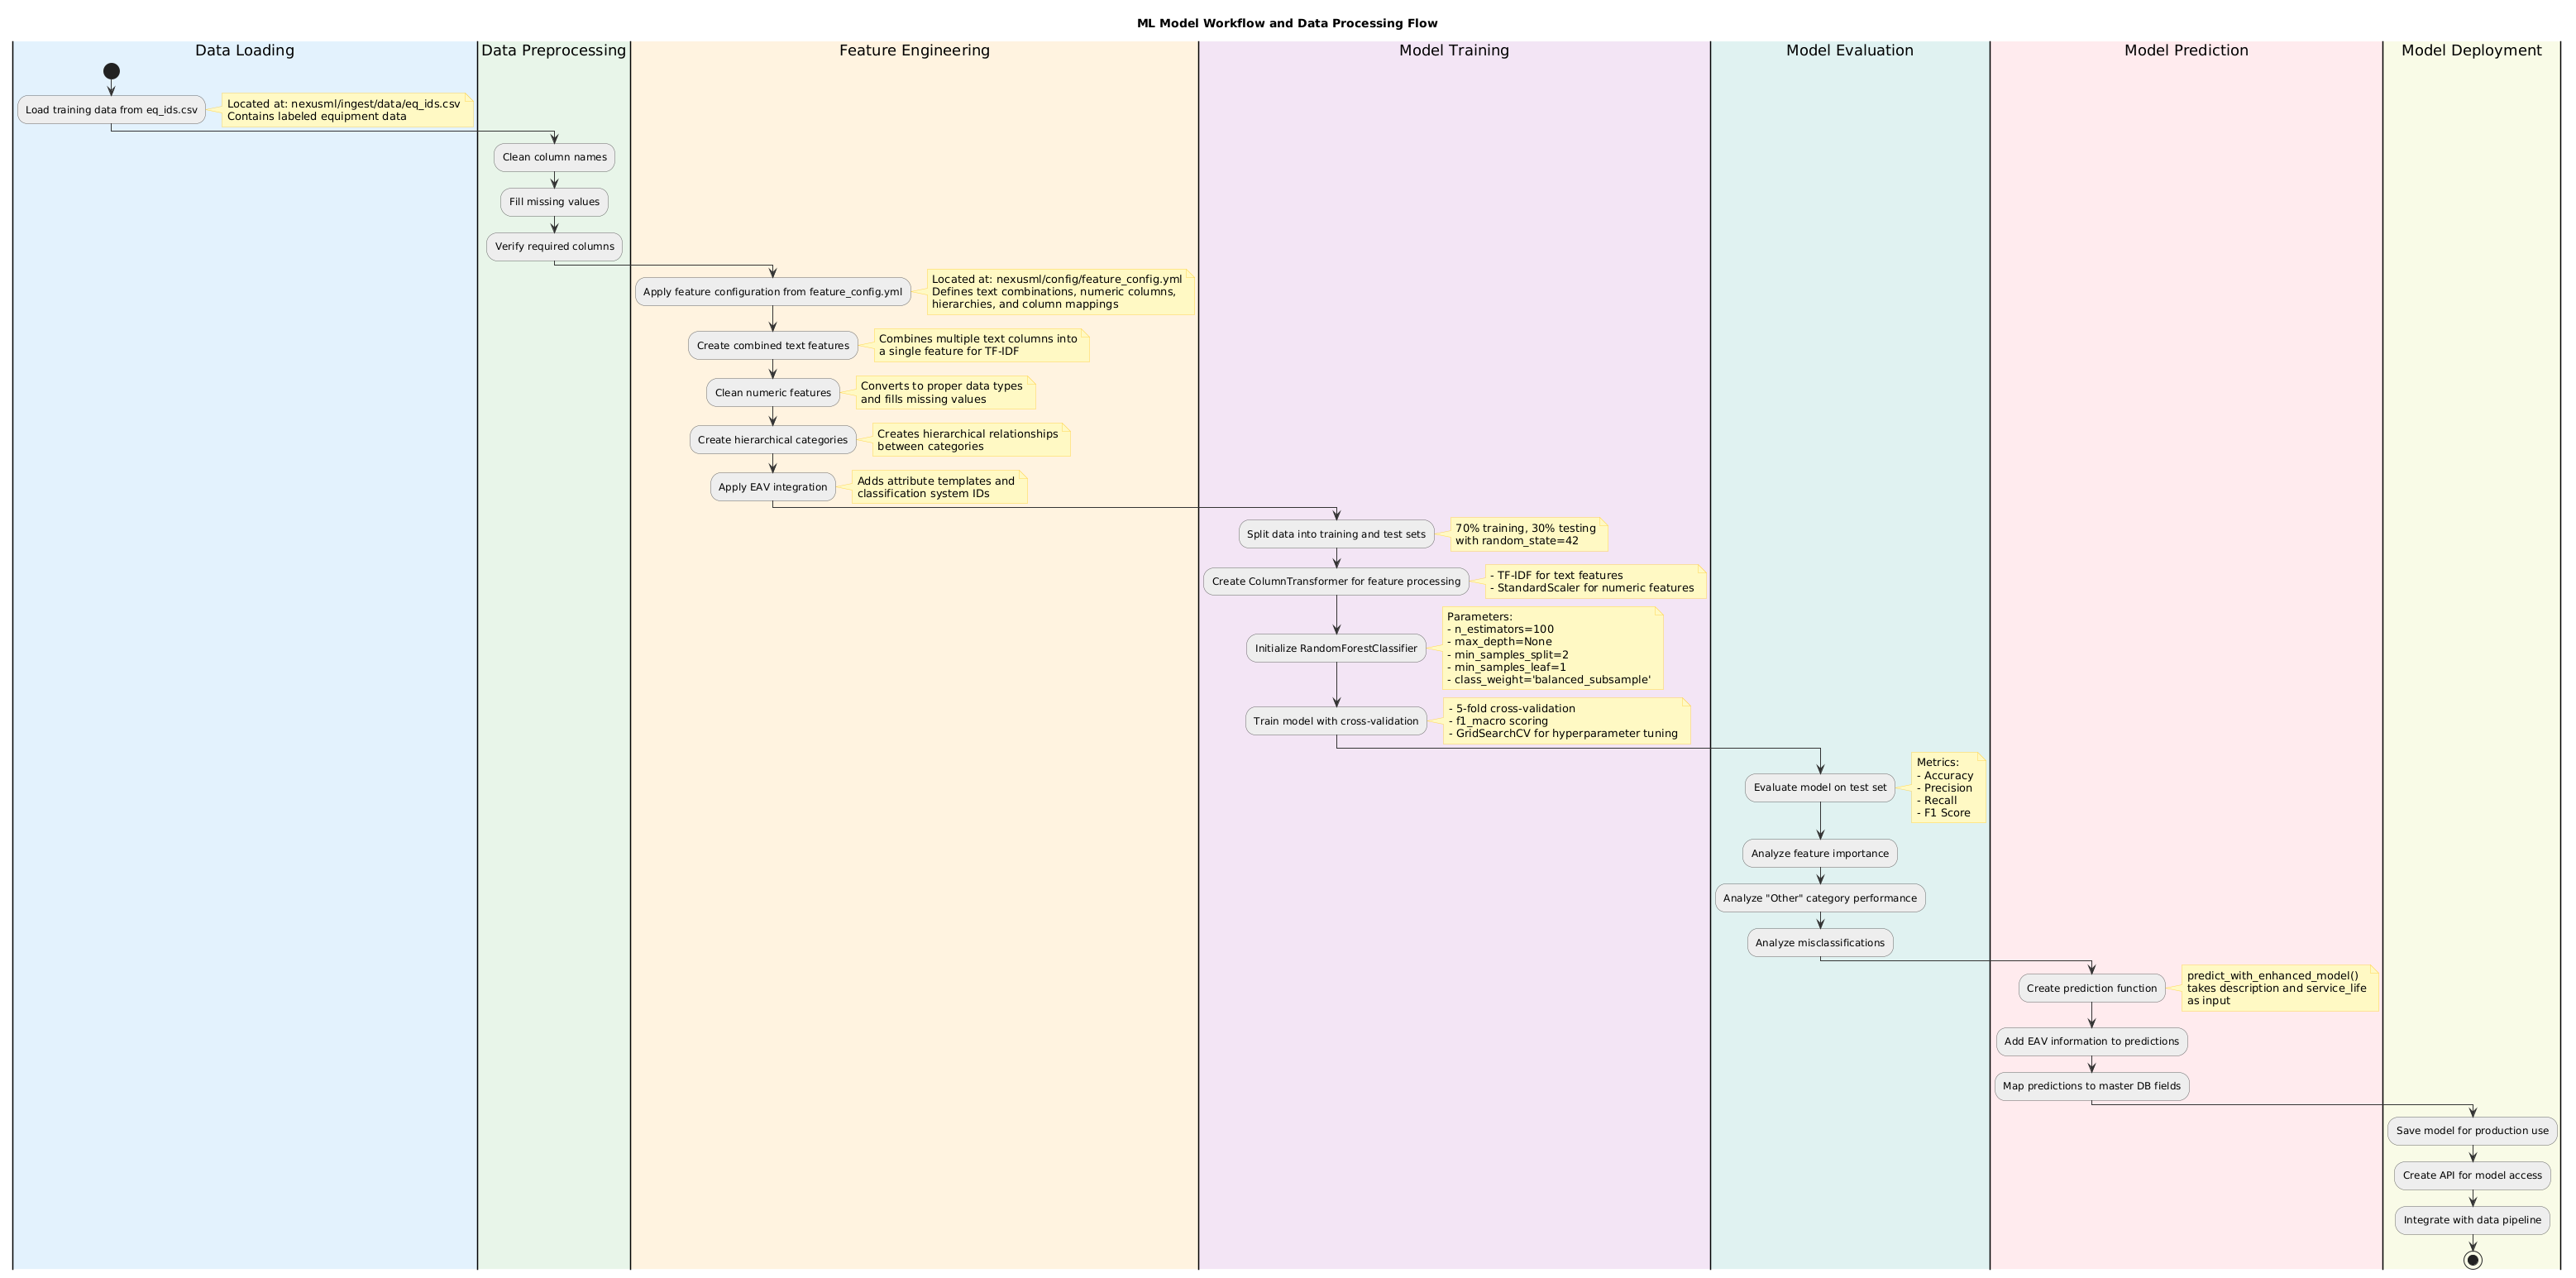 ML Model Workflow and Data Processing Flow
Data Loading
Data Preprocessing
Feature Engineering
Model Training
Model Evaluation
Model Prediction
Model Deployment
Load training data from eq_ids.csv
Located at: nexusml/ingest/data/eq_ids.csv
Contains labeled equipment data
Clean column names
Fill missing values
Verify required columns
Apply feature configuration from feature_config.yml
Located at: nexusml/config/feature_config.yml
Defines text combinations, numeric columns,
hierarchies, and column mappings
Create combined text features
Combines multiple text columns into
a single feature for TF-IDF
Clean numeric features
Converts to proper data types
and fills missing values
Create hierarchical categories
Creates hierarchical relationships
between categories
Apply EAV integration
Adds attribute templates and
classification system IDs
Split data into training and test sets
70% training, 30% testing
with random_state=42
Create ColumnTransformer for feature processing
- TF-IDF for text features
- StandardScaler for numeric features
Initialize RandomForestClassifier
Parameters:
- n_estimators=100
- max_depth=None
- min_samples_split=2
- min_samples_leaf=1
- class_weight='balanced_subsample'
Train model with cross-validation
- 5-fold cross-validation
- f1_macro scoring
- GridSearchCV for hyperparameter tuning
Evaluate model on test set
Metrics:
- Accuracy
- Precision
- Recall
- F1 Score
Analyze feature importance
Analyze "Other" category performance
Analyze misclassifications
Create prediction function
predict_with_enhanced_model()
takes description and service_life
as input
Add EAV information to predictions
Map predictions to master DB fields
Save model for production use
Create API for model access
Integrate with data pipeline